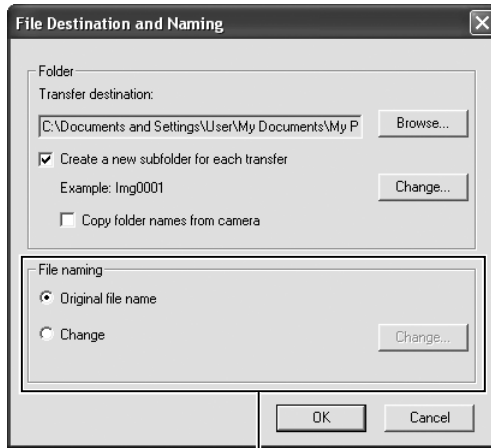 File Destination and Naming
Folder
Transfer destination:
C:\Documents and Settings\User\My Documents\My P
Browse...
Create a new subfolder for each transfer
Example: Img0001
Change...
Copy folder names from camera
File naming
Original file name
Change
Change...
OK
Cancel